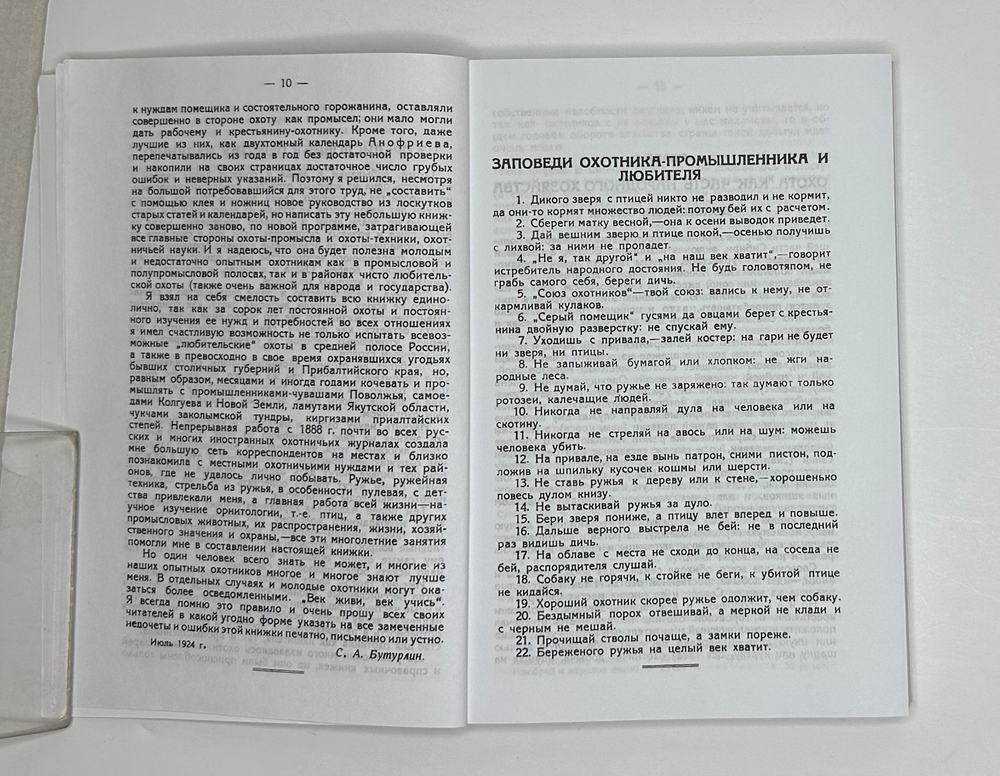 — 10 —
к нуждам помещика и состоятельного горожанина, оставляли
совершенно в стороне охоту как промысел; они мало могли
дать рабочему и крестьянину-охотнику. Кроме того, даже
лучшие из них, как двухтомный календарь Анофриева,
перепечатывались из года в год без достаточной проверки
и накопили на своих страницах достаточное число грубых
ошибок и неверных указаний. Поэтому я решился, несмотря
на большой потребовавшийся для этого труд, не „составить“
с помощью клея и ножниц новое руководство из лоскутков
старых статей и календарей, но написать эту небольшую книж-
ку совершенно заново, по новой программе, затрагивающей
все главные стороны охоты-промысла и охоты-техники, охот-
ничьей науки. И я надеюсь, что она будет полезна молодым
и недостаточно опытным охотникам как в промысловой и
полупромысловой полосах, так и в районах чисто любитель-
ской охоты (также очень важной для народа и государства).
Я взял на себя смелость составить всю книжку едино-
лично, так как за сорок лет постоянной охоты и постоян-
ного изучения ее нужд и потребностей во всех отношениях
я имел счастливую возможность не только испытать всевоз-
можные „любительские“ охоты в средней полосе России,
а также в превосходно в свое время охранявшихся угодьях
бывших столичных губерний и Прибалтийского края, но,
равным образом, месяцами и иногда годами кочевать и про-
мышлять с промышленниками-чувашами Поволжья, самое-
дами Колгуева и Новой Земли, ламутами Якутской области,
чукчами заколымской тундры, киргизами приалтайских
степей. Непрерывная работа с 1888 г. почти во всех рус-
ских и многих иностранных охотничьих журналах создала
мне большую сеть корреспондентов на местах и близко
познакомила с местными охотничьими нуждами и тех рай-
онов, где не удалось лично побывать. Ружье, ружейная
техника, стрельба из ружья, в особенности пулевая, с дет-
ства привлекали меня, а главная работа всей жизни—на-
учное изучение орнитологии, т.-е. птиц, а также других
промысловых животных, их распространения, жизни, хозяй-
ственного значения и охраны,—все эти многолетние занятия
помогли мне в составлении настоящей книжки.
Но один человек всего знать не может, и многие из
наших опытных охотников многое и многое знают лучше
меня. В отдельных случаях и молодые охотники могут ока-
заться более осведомленными. „Век живи, век учись“.
Я всегда помню это правило и очень прошу всех своих
читателей в какой угодно форме указать на все замеченные
недочеты и ошибки этой книжки печатно, письменно или устно.
Июль 1924 г.
С. А. Бутурлин.
ЗАПОВЕДИ ОХОТНИКА-ПРОМЫШЛЕННИКА И
ЛЮБИТЕЛЯ
1. Дикого зверя с птицей никто не разводил и не кормит,
да они-то кормят множество людей: потому бей их с расчетом.
2. Сбереги матку весной,—она к осени выводок приведет.
3. Дай вешним зверю и птице покой,—осенью получишь
с лихвой: за ними не пропадет.
4. „Не я, так другой“ и „на наш век хватит“,—говорит
истребитель народного достояния. Не будь головотяпом, не
грабь самого себя, береги дичь.
5. „Союз охотников“—твой союз: вались к нему, не от-
кармливай кулаков.
6. „Серый помещик“ гусями да овцами берет с крестья-
нина двойную разверстку: не спускай ему.
7. Уходишь с привала,—залей костер: на гари не будет
ни зверя, ни птицы.
8. Не запыживай бумагой или хлопком: не жги на-
родные леса.
9. Не думай, что ружье не заряжено: так думают только
ротозеи, калечащие людей.
10. Никогда не направляй дула на человека или на
скотину.
11. Никогда не стреляй на авось или на шум: можешь
человека убить.
12. На привале, на езде вынь патрон, сними пистон, под-
ложив на шпильку кусочек кошмы или шерсти.
13. Не ставь ружья к дереву или к стене,—хорошенько
повесь дулом книзу.
14. Не вытаскивай ружья за дуло.
15. Бери зверя пониже, а птицу влет вперед и повыше.
16. Дальше верного выстрела не бей: не в последний
раз видишь дичь.
17. На облаве с места не сходи до конца, на соседа не
бей, распорядителя слушай.
18. Собаку не горячи, к стойке не беги, к убитой птице
не кидайся.
19. Хороший охотник скорее ружье одолжит, чем собаку.
20. Бездымный порох отвешивай, а меркой не клади и
с черным не мешай.
21. Прочищай стволы почаще, а замки пореже.
22. Береженого ружья на целый век хватит.